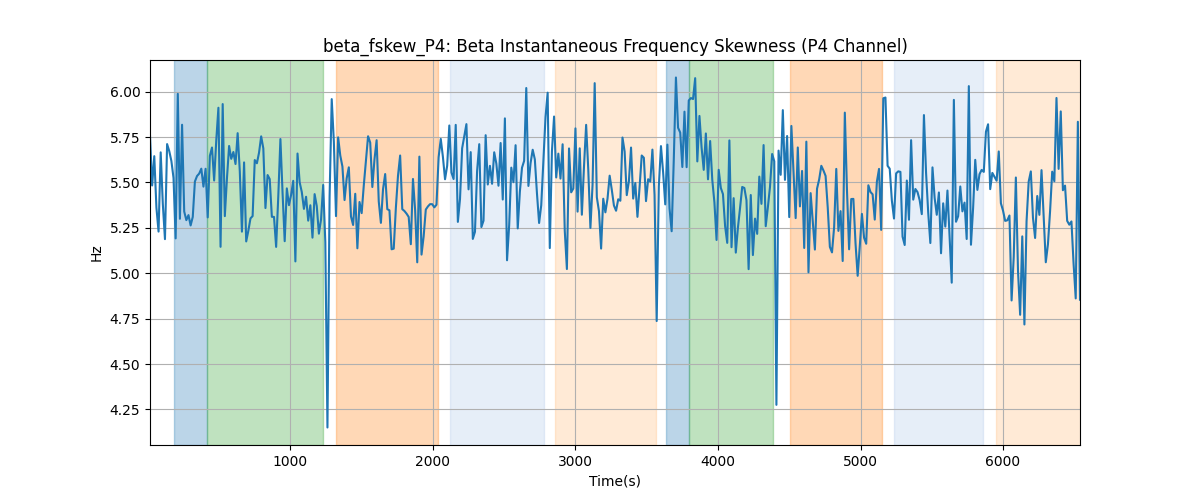 beta_fskew_P4: Beta Instantaneous Frequency Skewness (P4 Channel)
6.00
5.75
5.50
5.25
5.00
4.75
4.50
4.25
Hz
1000 2000 3000 4000 5000 6000
Time(s)